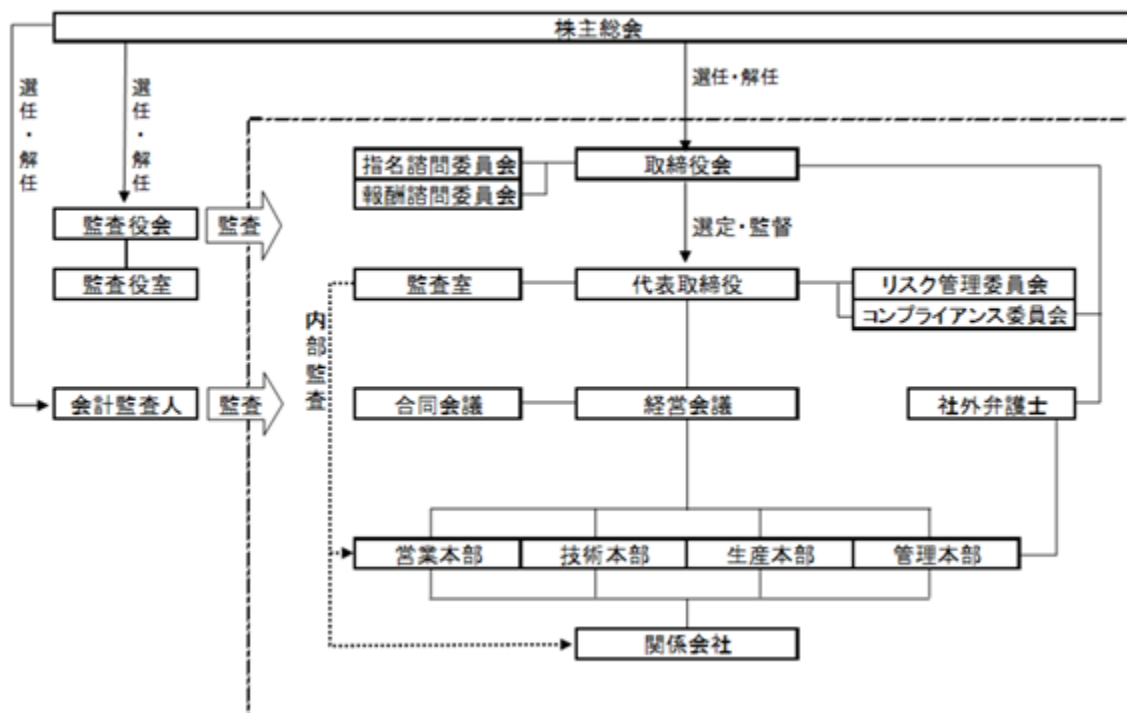 株主総会
選任・解任
選任・解任
選任・解任
指名諮問委員会
取締役会
報酬諮問委員会
監査役会
監査
選定・監督
監査役室
監査室
代表取締役
リスク管理委員会
コンプライアンス委員会
内部監査
会計監査人
監査
合同会議
経営会議
社外弁護士
営業本部
技術本部
生産本部
管理本部
関係会社